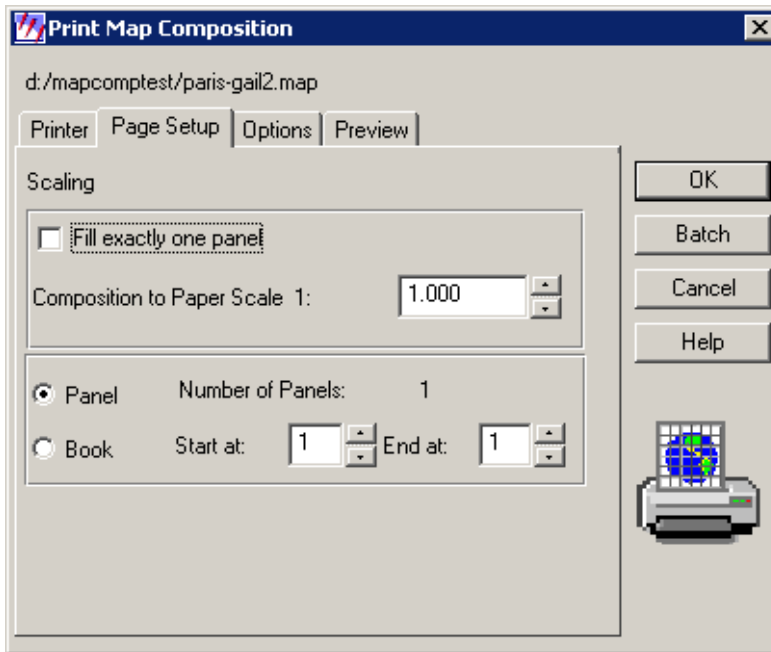 Print Map Composition
d:/mapcomptest/paris-gail2.map
Printer Page Setup Options Preview
Scaling
Fill exactly one panel
Composition to Paper Scale 1: 1.000
Panel Number of Panels: 1
Book Start at: 1 End at: 1
OK
Batch
Cancel
Help